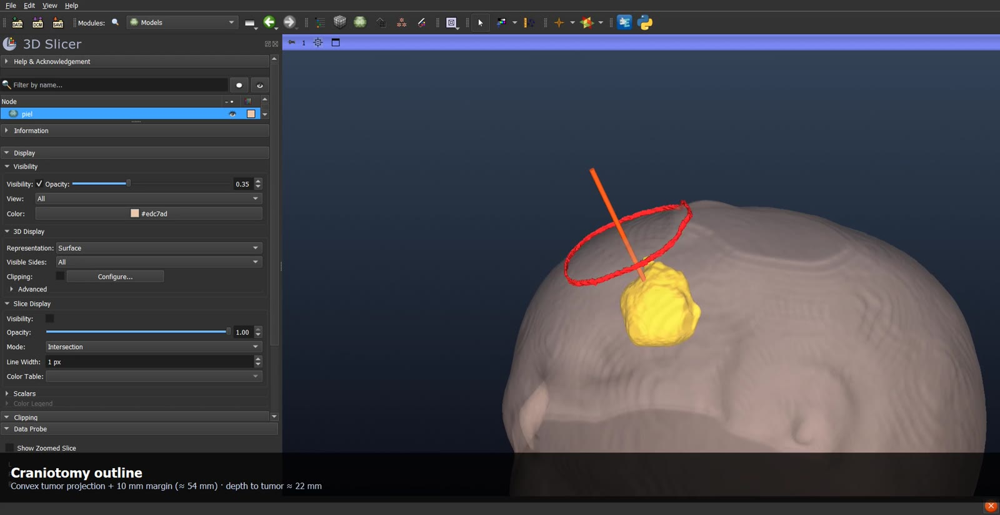 File Edit View Help
DATA DCM SAVE Modules: Models
3D Slicer
1
Help & Acknowledgement
Filter by name...
Node
piel
Information
Display
Visibility
Visibility: Opacity: 0.35
View: All
Color: #edc7ad
3D Display
Representation: Surface
Visible Sides: All
Clipping: Configure...
Advanced
Slice Display
Visibility:
Opacity: 1.00
Mode: Intersection
Line Width: 1 px
Color Table:
Scalars
Color Legend
Clipping
Data Probe
Show Zoomed Slice
Craniotomy outline
Convex tumor projection + 10 mm margin (≈ 54 mm) · depth to tumor ≈ 22 mm